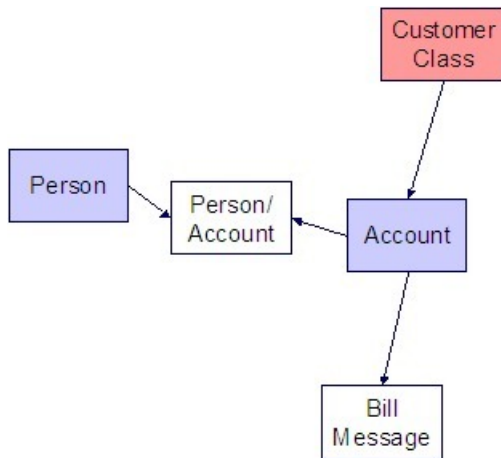 Customer
Class
Person
Person/
Account
Account
Bill
Message